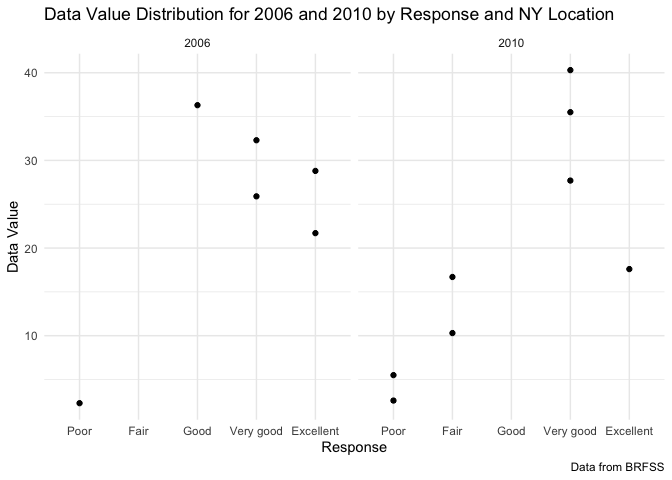 Data Value Distribution for 2006 and 2010 by Response and NY Location
2006 2010
40
30
20
10
Data Value
Poor Fair Good Very good Excellent Poor Fair Good Very good Excellent
Response
Data from BRFSS